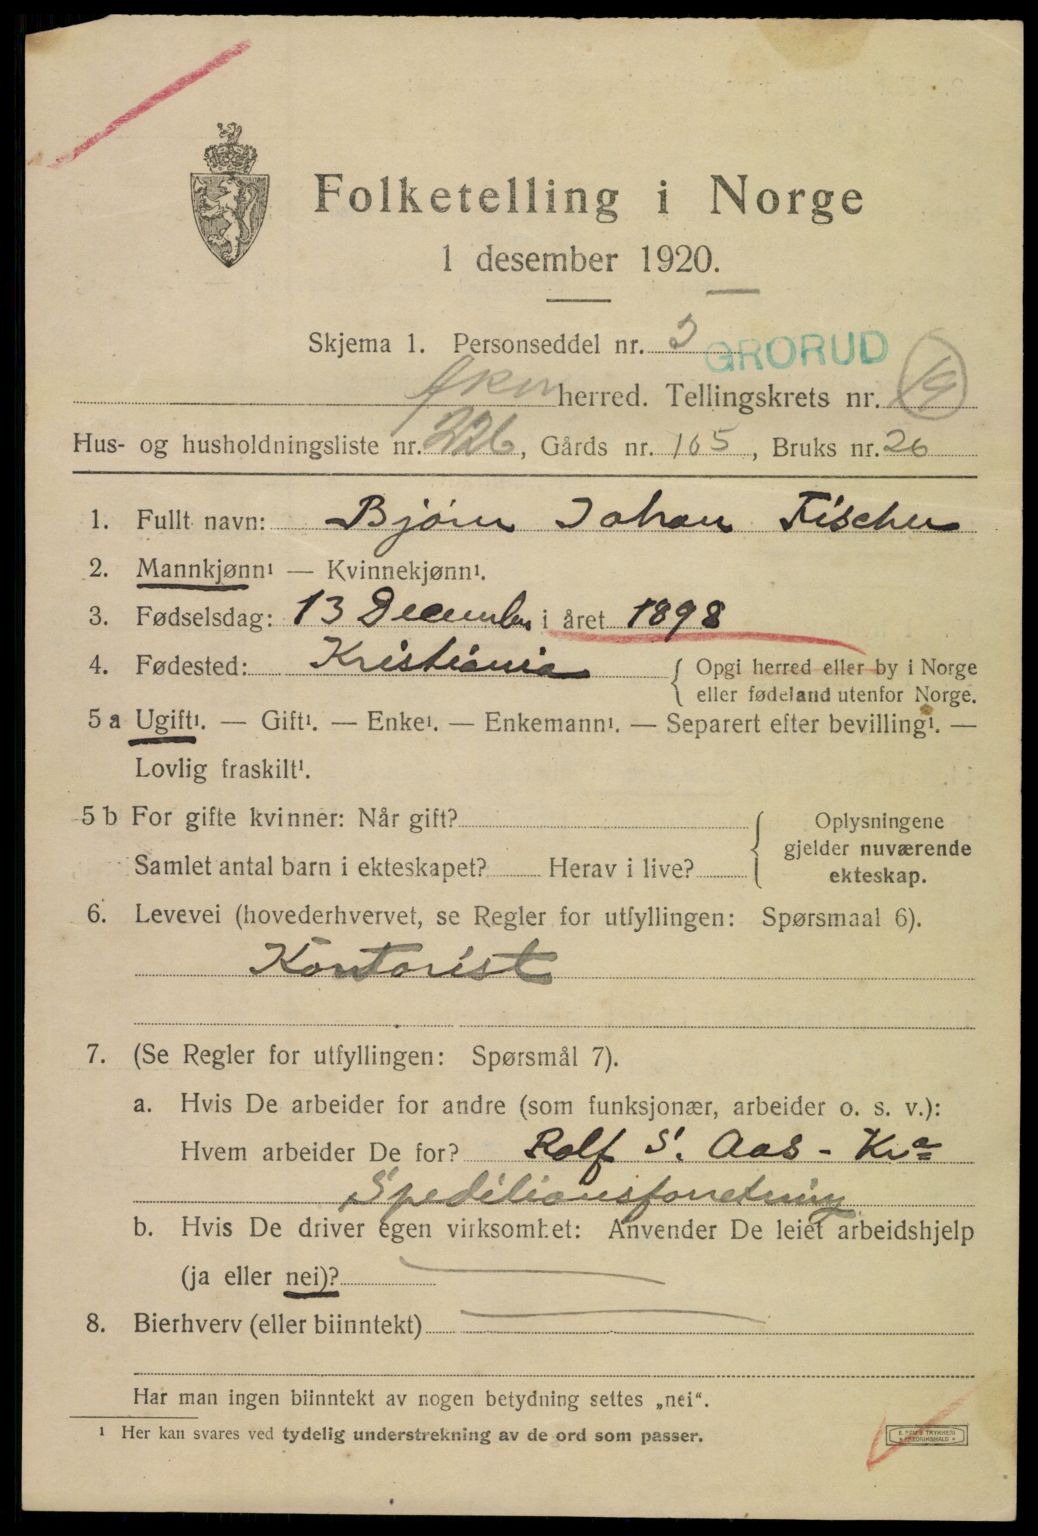 Folketelling i Norge
1 desember 1920.
Skjema 1. Personseddel nr. 3 GRORUD
Aker herred. Tellingskrets nr. 19
Hus- og husholdningsliste nr. 226, Gårds nr. 105, Bruks nr. 26
1. Fullt navn: Bjørn Johan Fischer
2. Mannkjønn¹ — Kvinnekjønn¹.
3. Fødselsdag: 13 December i året 1898
4. Fødested: Kristiania { Opgi herred eller by i Norge
eller fødeland utenfor Norge.
5 a Ugift¹. — Gift¹. — Enke¹. — Enkemann¹. — Separert efter bevilling¹. —
Lovlig fraskilt¹.
5 b For gifte kvinner: Når gift? { Oplysningene
gjelder nuværende
Samlet antal barn i ekteskapet? Herav i live?
ekteskap.
6. Levevei (hovederhvervet, se Regler for utfyllingen: Spørsmaal 6).
Kontorist
7. (Se Regler for utfyllingen: Spørsmål 7).
a. Hvis De arbeider for andre (som funksjonær, arbeider o. s. v.):
Hvem arbeider De for? Rolf S. Aas - Kra
Speditionsforretning
b. Hvis De driver egen virksomhet: Anvender De leiet arbeidshjelp
(ja eller nei)?
8. Bierhverv (eller biinntekt)
Har man ingen biinntekt av nogen betydning settes „nei“.
¹ Her kan svares ved tydelig understrekning av de ord som passer.